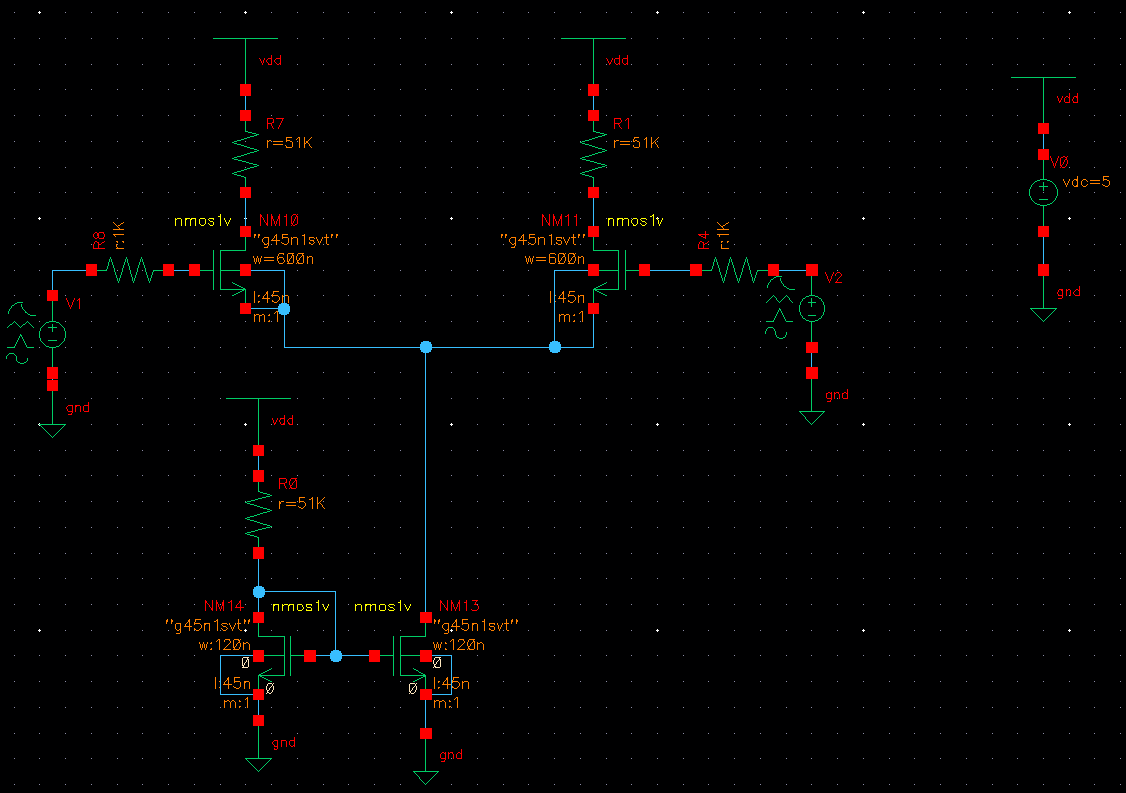 vdd
R7
r=51K
nmos1v
NM10
"g45n1svt"
w=600n
l:45n
m:1
R8
r:1K
V1
gnd
vdd
R1
r=51K
NM11
nmos1v
"g45n1svt"
w=600n
l:45n
m:1
R4
r:1K
V2
gnd
vdd
V0
vdc=5
gnd
vdd
R0
r=51K
NM14
nmos1v
"g45n1svt"
w:120n
0
l:45n
0
m:1
gnd
nmos1v
NM13
"g45n1svt"
w:120n
0
0
l:45n
m:1
gnd